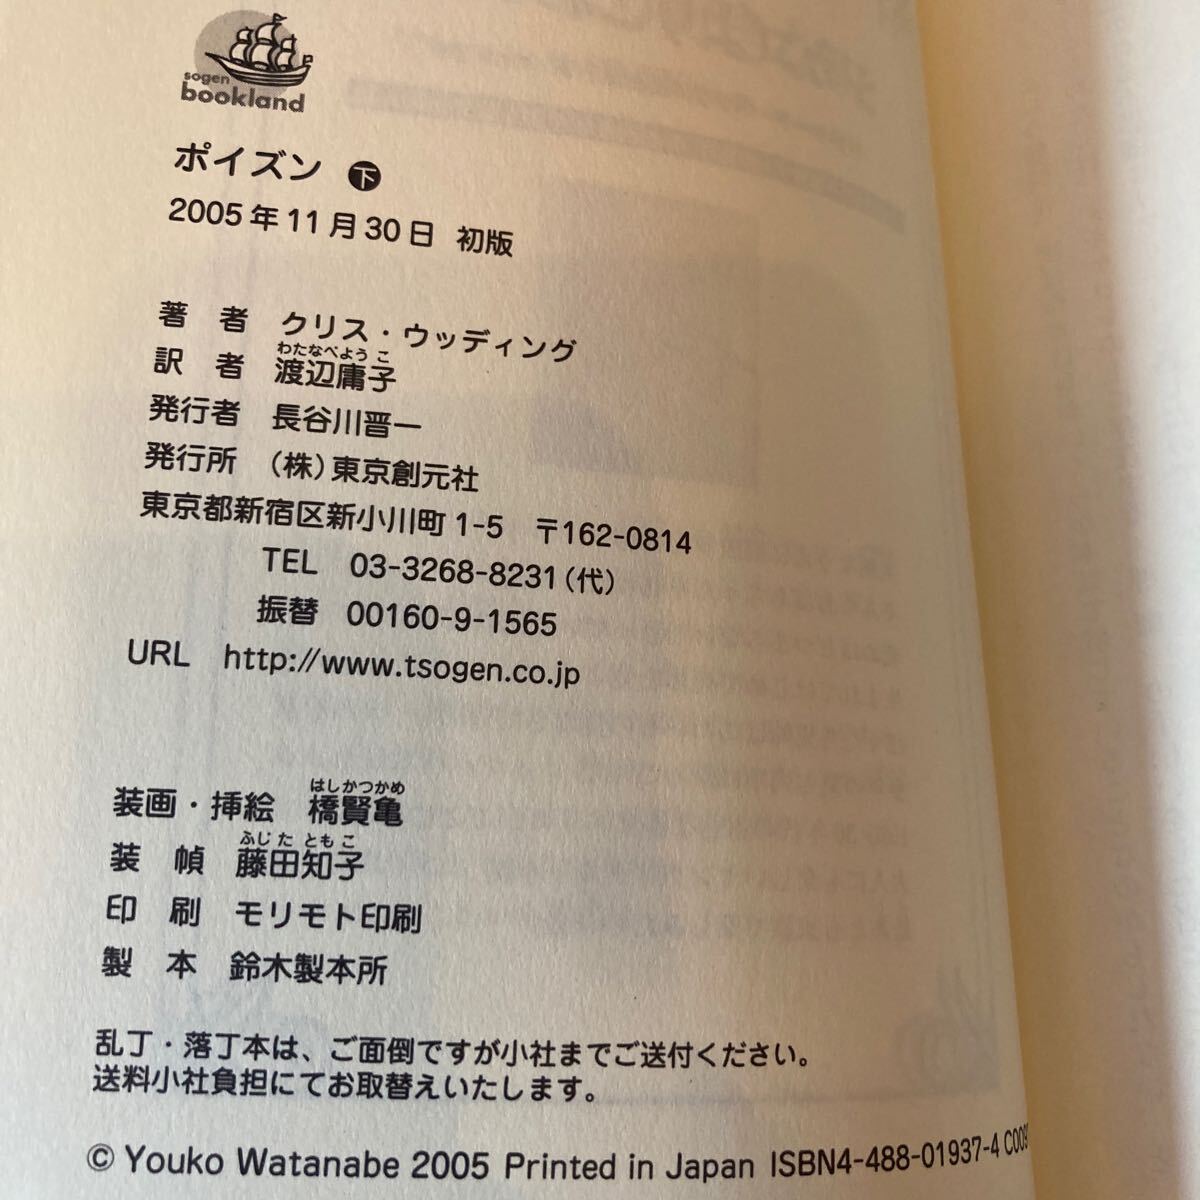 sogen
bookland
ポイズン 下
2005年11月30日 初版
著 者 クリス・ウッディング
わたなべようこ
訳 者 渡辺庸子
発行者 長谷川晋一
発行所 (株)東京創元社
東京都新宿区新小川町1-5 〒162-0814
TEL 03-3268-8231(代)
振替 00160-9-1565
URL http://www.tsogen.co.jp
はしかつかめ
装画・挿絵 橋賢亀
ふじたともこ
装 幀 藤田知子
印 刷 モリモト印刷
製 本 鈴木製本所
乱丁・落丁本は、ご面倒ですが小社までご送付ください。
送料小社負担にてお取替えいたします。
© Youko Watanabe 2005 Printed in Japan ISBN4-488-01937-4 C009